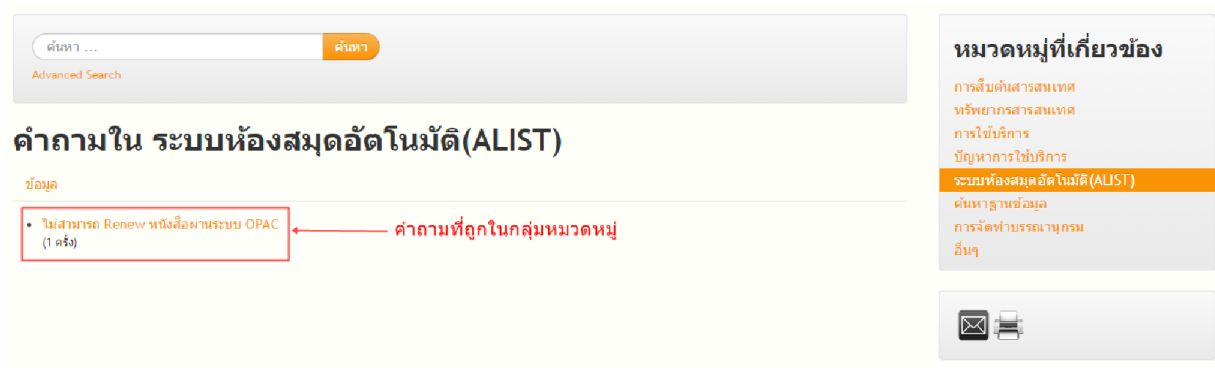 ค้นหา ...
ค้นหา
Advanced Search
คำถามใน ระบบห้องสมุดอัตโนมัติ(ALIST)
ข้อมูล
ไม่สามารถ Renew หนังสือผ่านระบบ OPAC
(1 ครั้ง)
คำถามที่ถูกในกลุ่มหมวดหมู่
หมวดหมู่ที่เกี่ยวข้อง
การสืบค้นสารสนเทศ
ทรัพยากรสารสนเทศ
การใช้บริการ
ปัญหาการใช้บริการ
ระบบห้องสมุดอัตโนมัติ(ALIST)
ค้นหาฐานข้อมูล
การจัดทำบรรณานุกรม
อื่นๆ